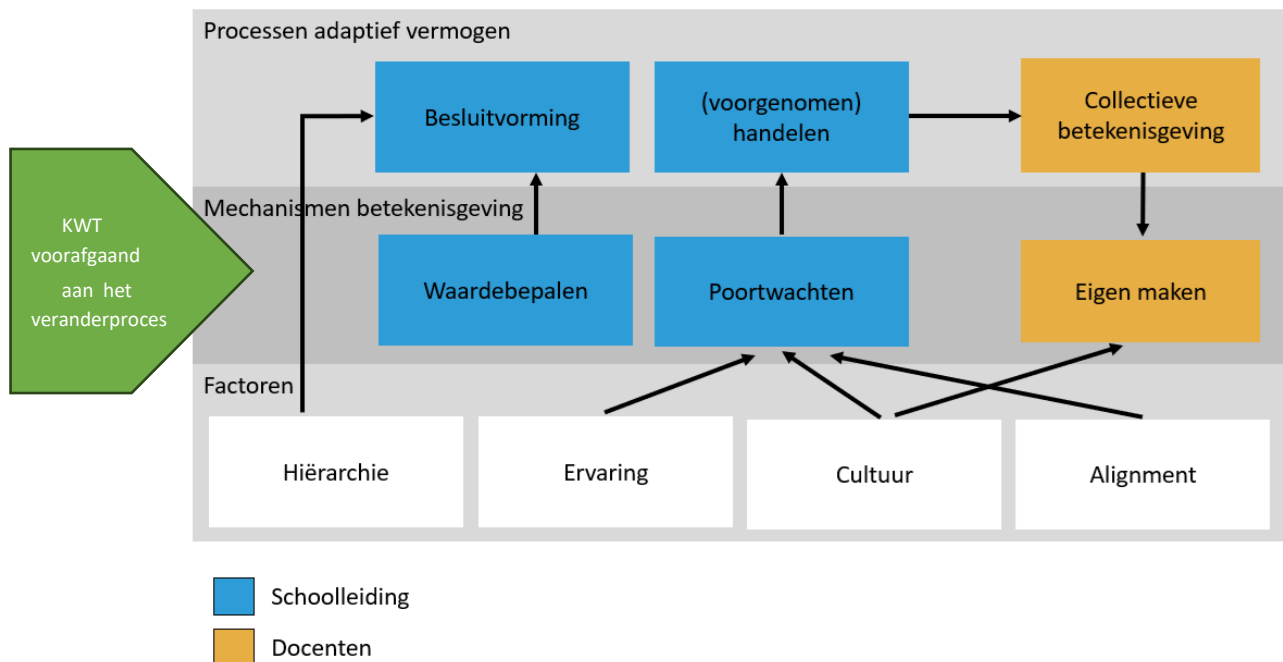 Processen adaptief vermogen
Besluitvorming
(voorgenomen)
handelen
Collectieve
betekenisgeving
KWT
voorafgaand
aan het
veranderproces
Mechanismen betekenisgeving
Waardebepalen
Poortwachten
Eigen maken
Factoren
Hiërarchie
Ervaring
Cultuur
Alignment
Schoolleiding
Docenten